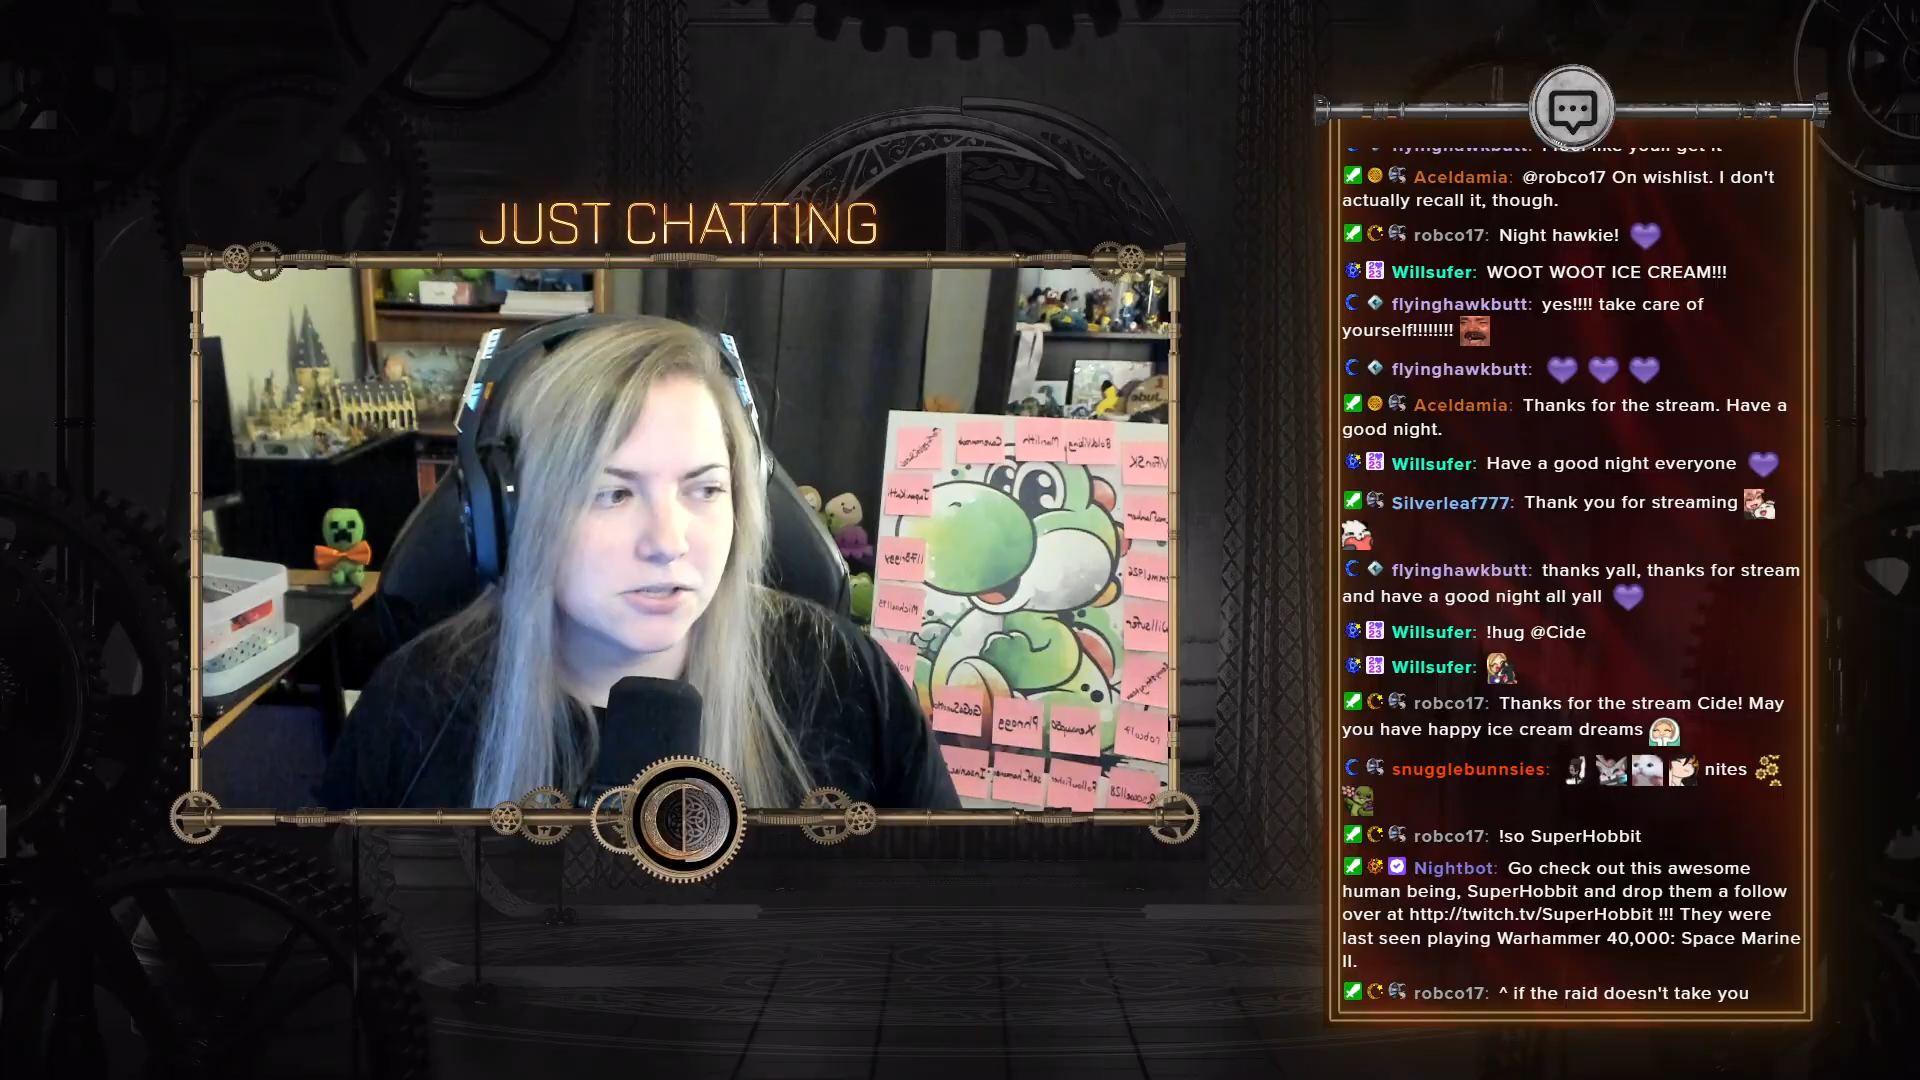 JUST CHATTING
Aceldamia: @robco17 On wishlist. I don't
actually recall it, though.
robco17: Night hawkie!
Willsufer: WOOT WOOT ICE CREAM!!!
flyinghawkbutt: yes!!!! take care of
yourself!!!!!!!!
flyinghawkbutt:
Aceldamia: Thanks for the stream. Have a
good night.
Willsufer: Have a good night everyone
Silverleaf777: Thank you for streaming
flyinghawkbutt: thanks yall, thanks for stream
and have a good night all yall
Willsufer: !hug @Cide
Willsufer:
robco17: Thanks for the stream Cide! May
you have happy ice cream dreams
snugglebunnsies: nites
robco17: !so SuperHobbit
Nightbot: Go check out this awesome
human being, SuperHobbit and drop them a follow
over at http://twitch.tv/SuperHobbit !!! They were
last seen playing Warhammer 40,000: Space Marine
II.
robco17: ^ if the raid doesn't take you